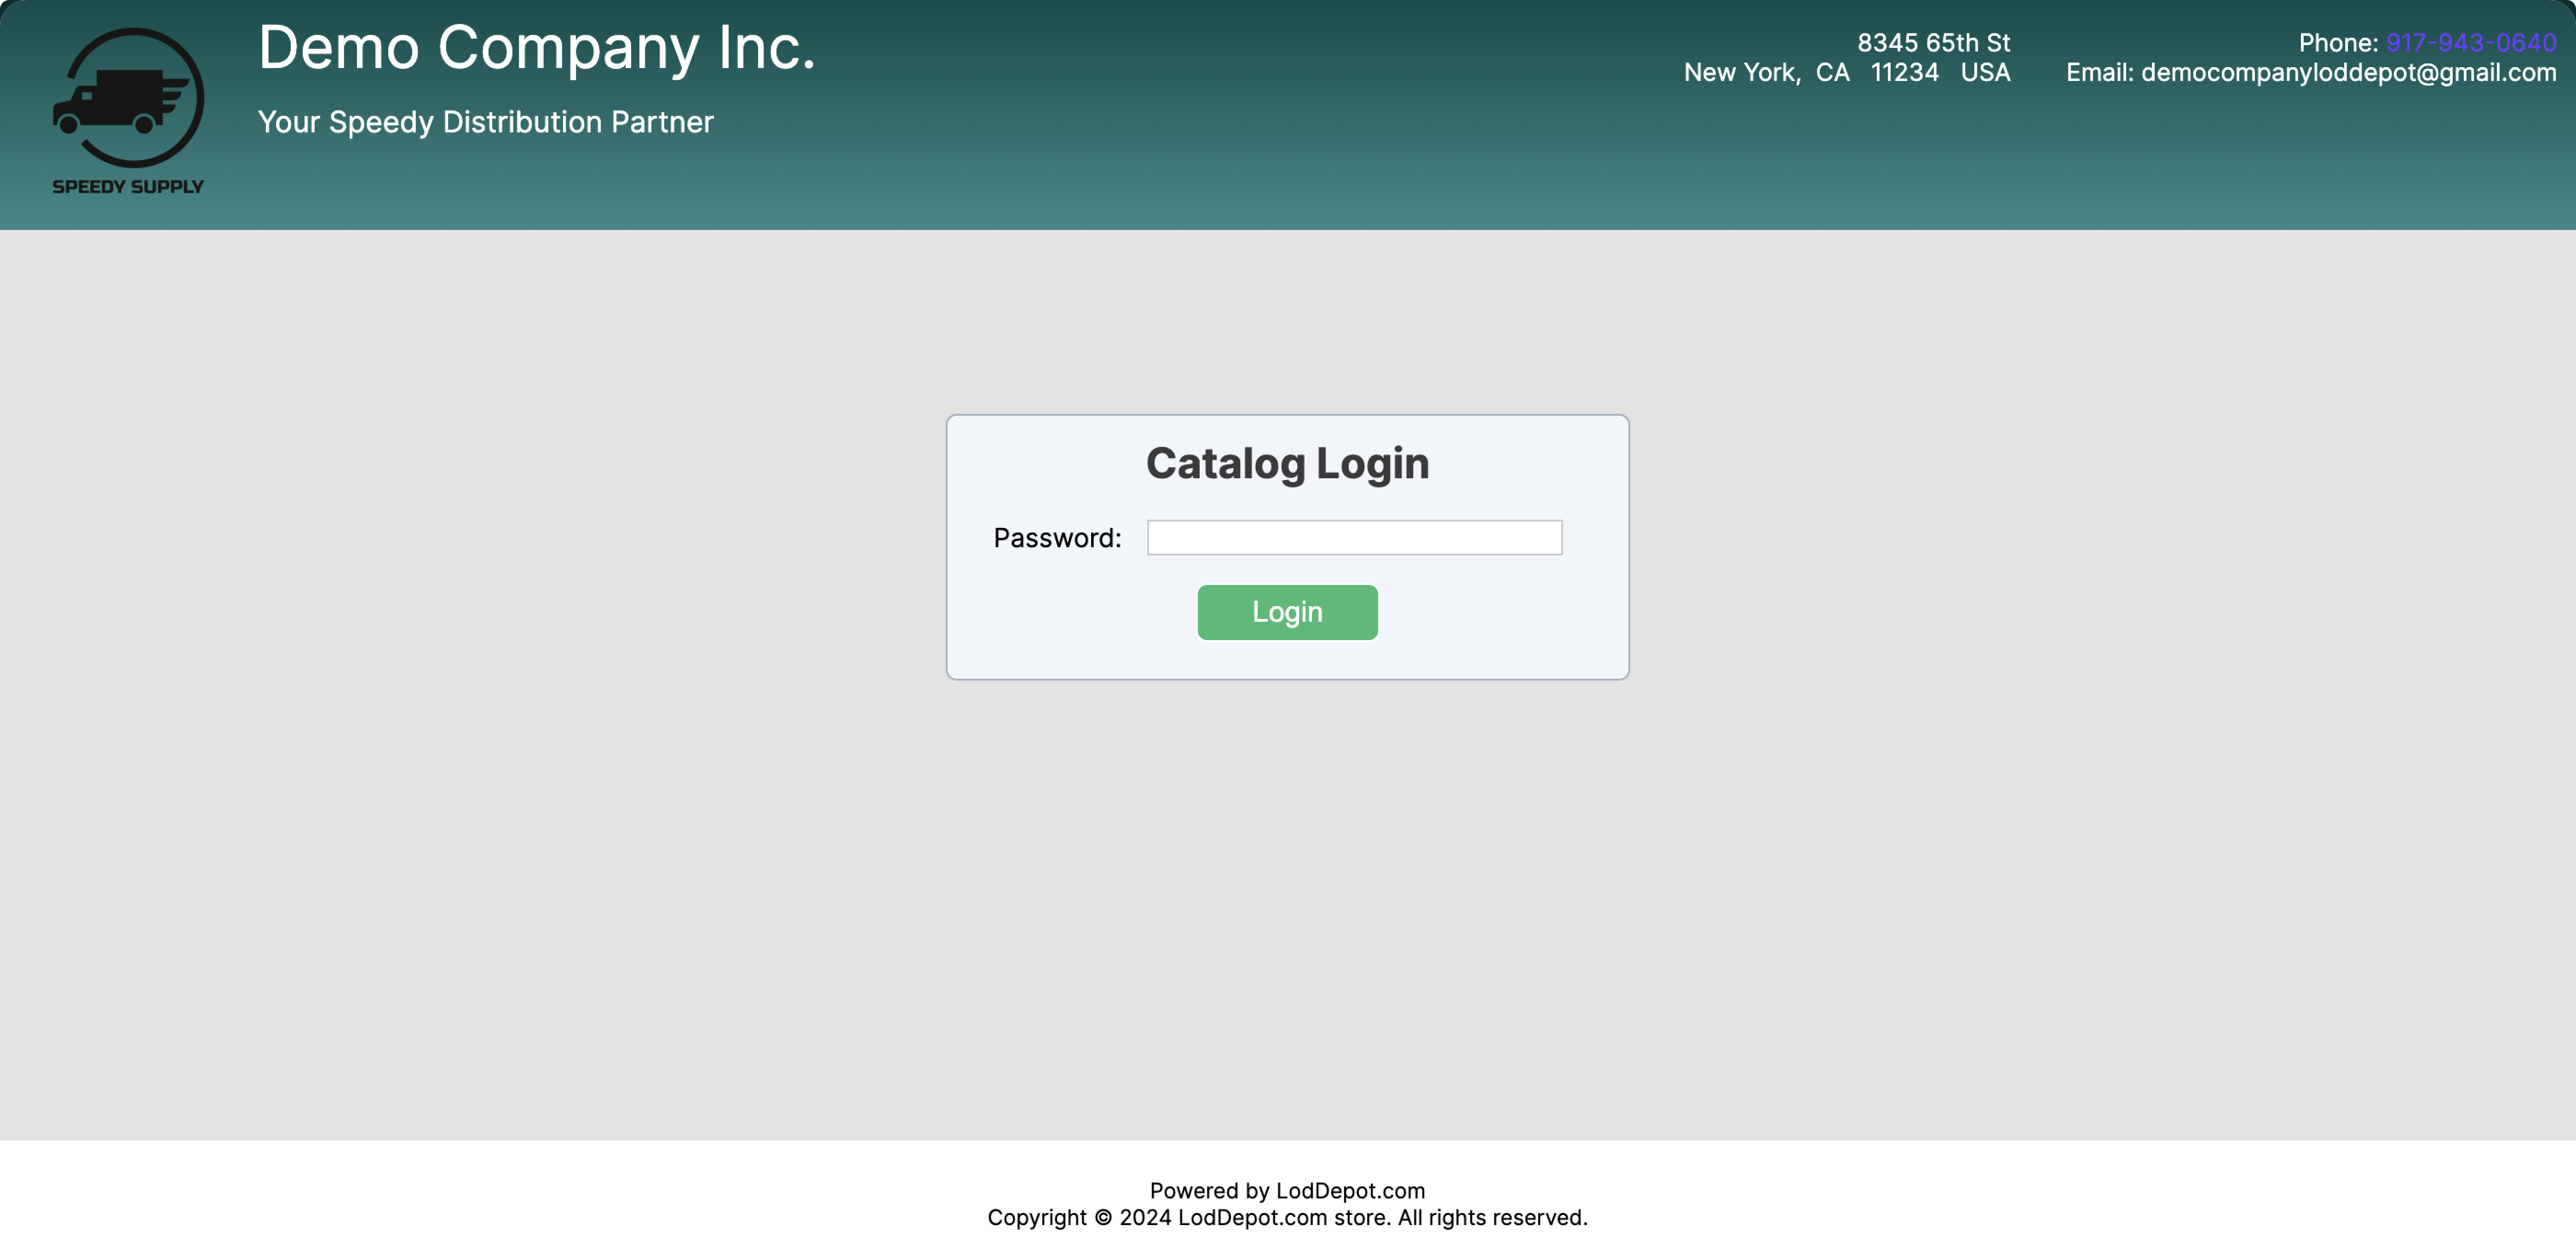 SPEEDY SUPPLY
Demo Company Inc.
Your Speedy Distribution Partner
8345 65th St
New York, CA 11234 USA
Phone: 917-943-0640
Email: democompanyloddepot@gmail.com
Catalog Login
Password:
Login
Powered by LodDepot.com
Copyright © 2024 LodDepot.com store. All rights reserved.